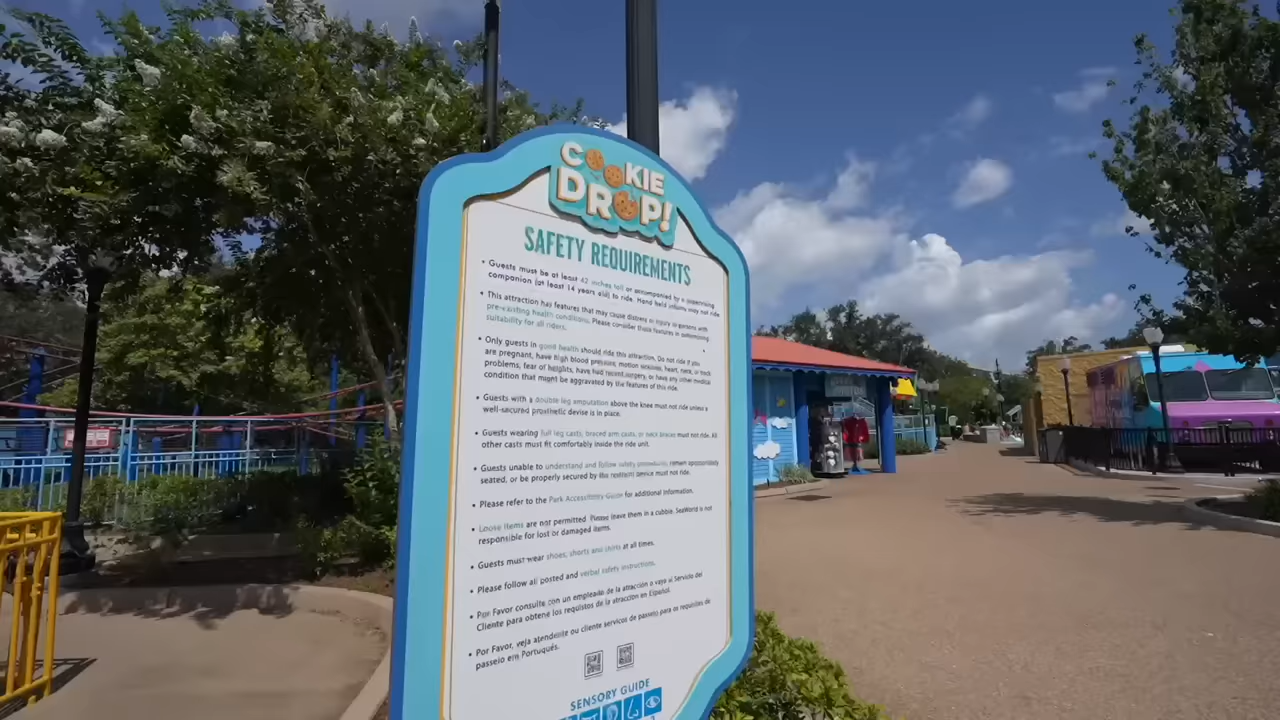 COOKIE
DROP!
SAFETY REQUIREMENTS
• Guests must be at least 42 inches tall or accompanied by a supervising
companion (at least 14 years old) to ride. Hand held infants may not ride
• This attraction has features that may cause distress or injury to persons with
pre-existing health conditions. Please consider these features in determining
suitability for all riders.
• Only guests in good health should ride this attraction. Do not ride if you
are pregnant, have high blood pressure, motion sickness, heart, neck, or back
problems, fear of heights, have had recent surgery, or have any other medical
condition that might be aggravated by the features of this ride.
• Guests with a double leg amputation above the knee must not ride unless a
well-secured prosthetic devise is in place.
• Guests wearing full leg casts, braced arm casts, or neck braces must not ride. All
other casts must fit comfortably inside the ride unit.
• Guests unable to understand and follow safety procedures, remain appropriately
seated, or be properly secured by the restraint service must not ride.
• Please refer to the Park Accessibility Guide for additional information.
• Loose items are not permitted. Please leave them in a cubble. SeaWorld is not
responsible for lost or damaged items.
• Guests must wear shoes, shorts and shirts at all times.
• Please follow all posted and verbal safety instructions.
• Por Favor consulte con un empleado de la atracción o vaya al Servicio del
Cliente para obtene los requistos de la atracción en Español.
• Por Favor, veja atendente ou cliente serviços de passeio para os requisites de
passeio em Português.
SENSORY GUIDE